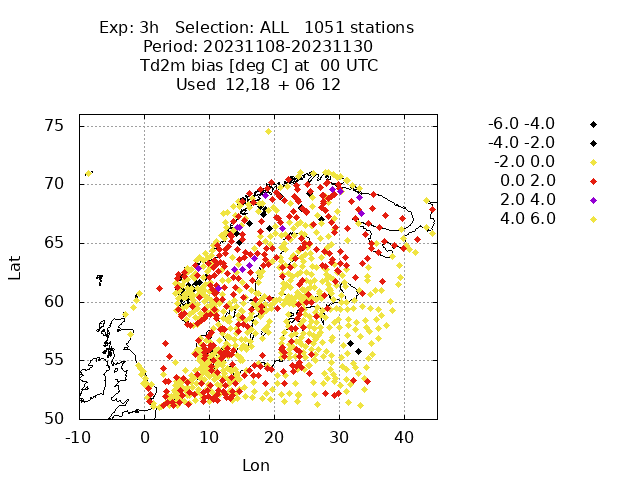 Exp: 3h   Selection: ALL   1051 stations
Period: 20231108-20231130
Td2m bias [deg C] at  00 UTC
Used  12,18 + 06 12
-6.0 -4.0
-4.0 -2.0
-2.0 0.0
0.0 2.0
2.0 4.0
4.0 6.0
75
70
65
60
55
50
Lat
-10 0 10 20 30 40
Lon